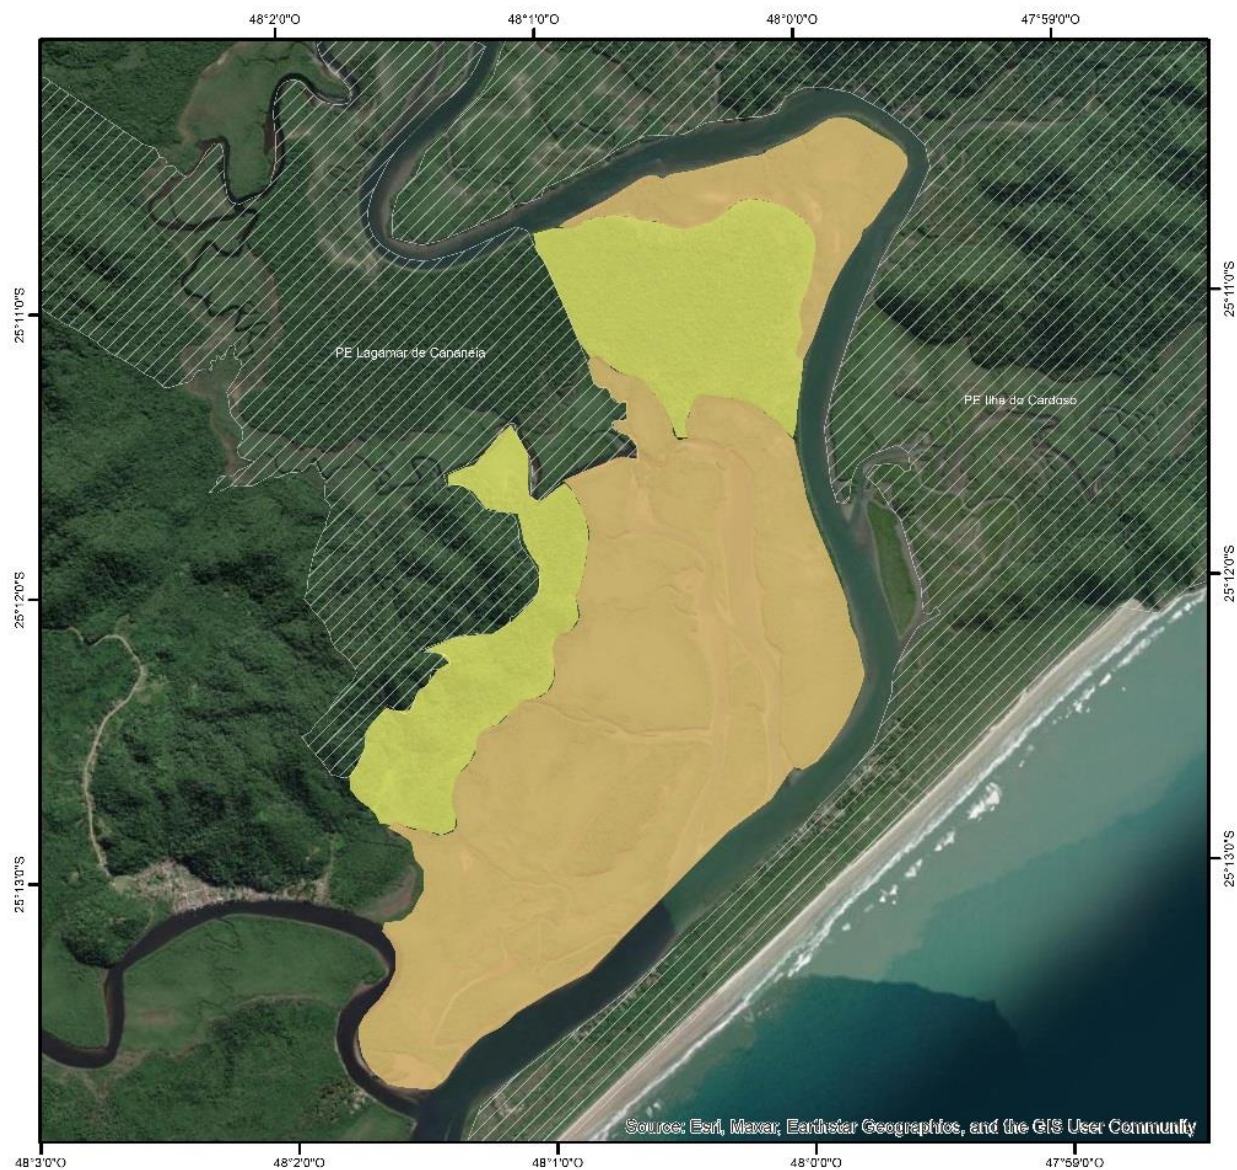 48°2'0"O 48°1'0"O 48°0'0"O 47°59'0"O
25°11'0"S
25°11'0"S
PE Lagamar de Cananéia
PE Ilha do Cardoso
25°12'0"S
25°12'0"S
25°13'0"S
25°13'0"S
Source: Esri, Maxar, Earthstar Geographics, and the GIS User Community
48°3'0"O 48°2'0"O 48°1'0"O 48°0'0"O 47°59'0"O